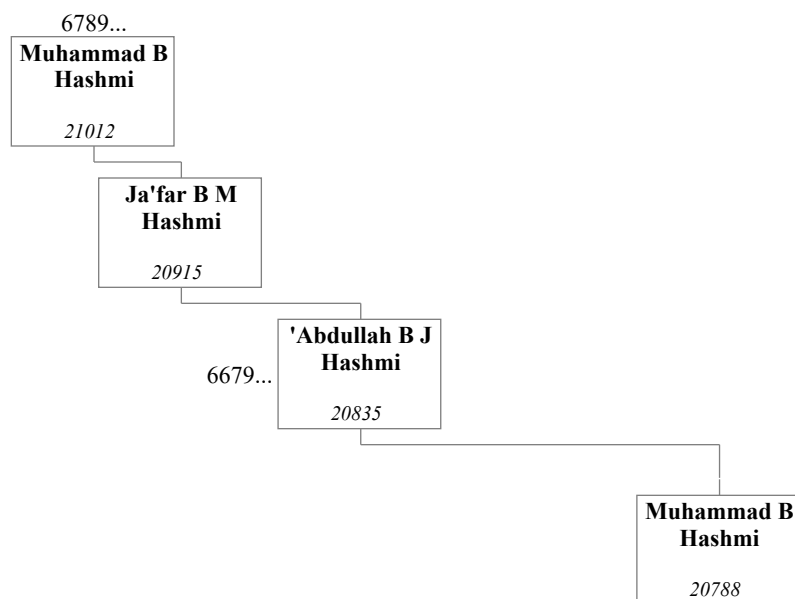 6789...
Muhammad B
Hashmi
21012
Ja'far B M
Hashmi
20915
'Abdullah B J
Hashmi
6679...
20835
Muhammad B
Hashmi
20788